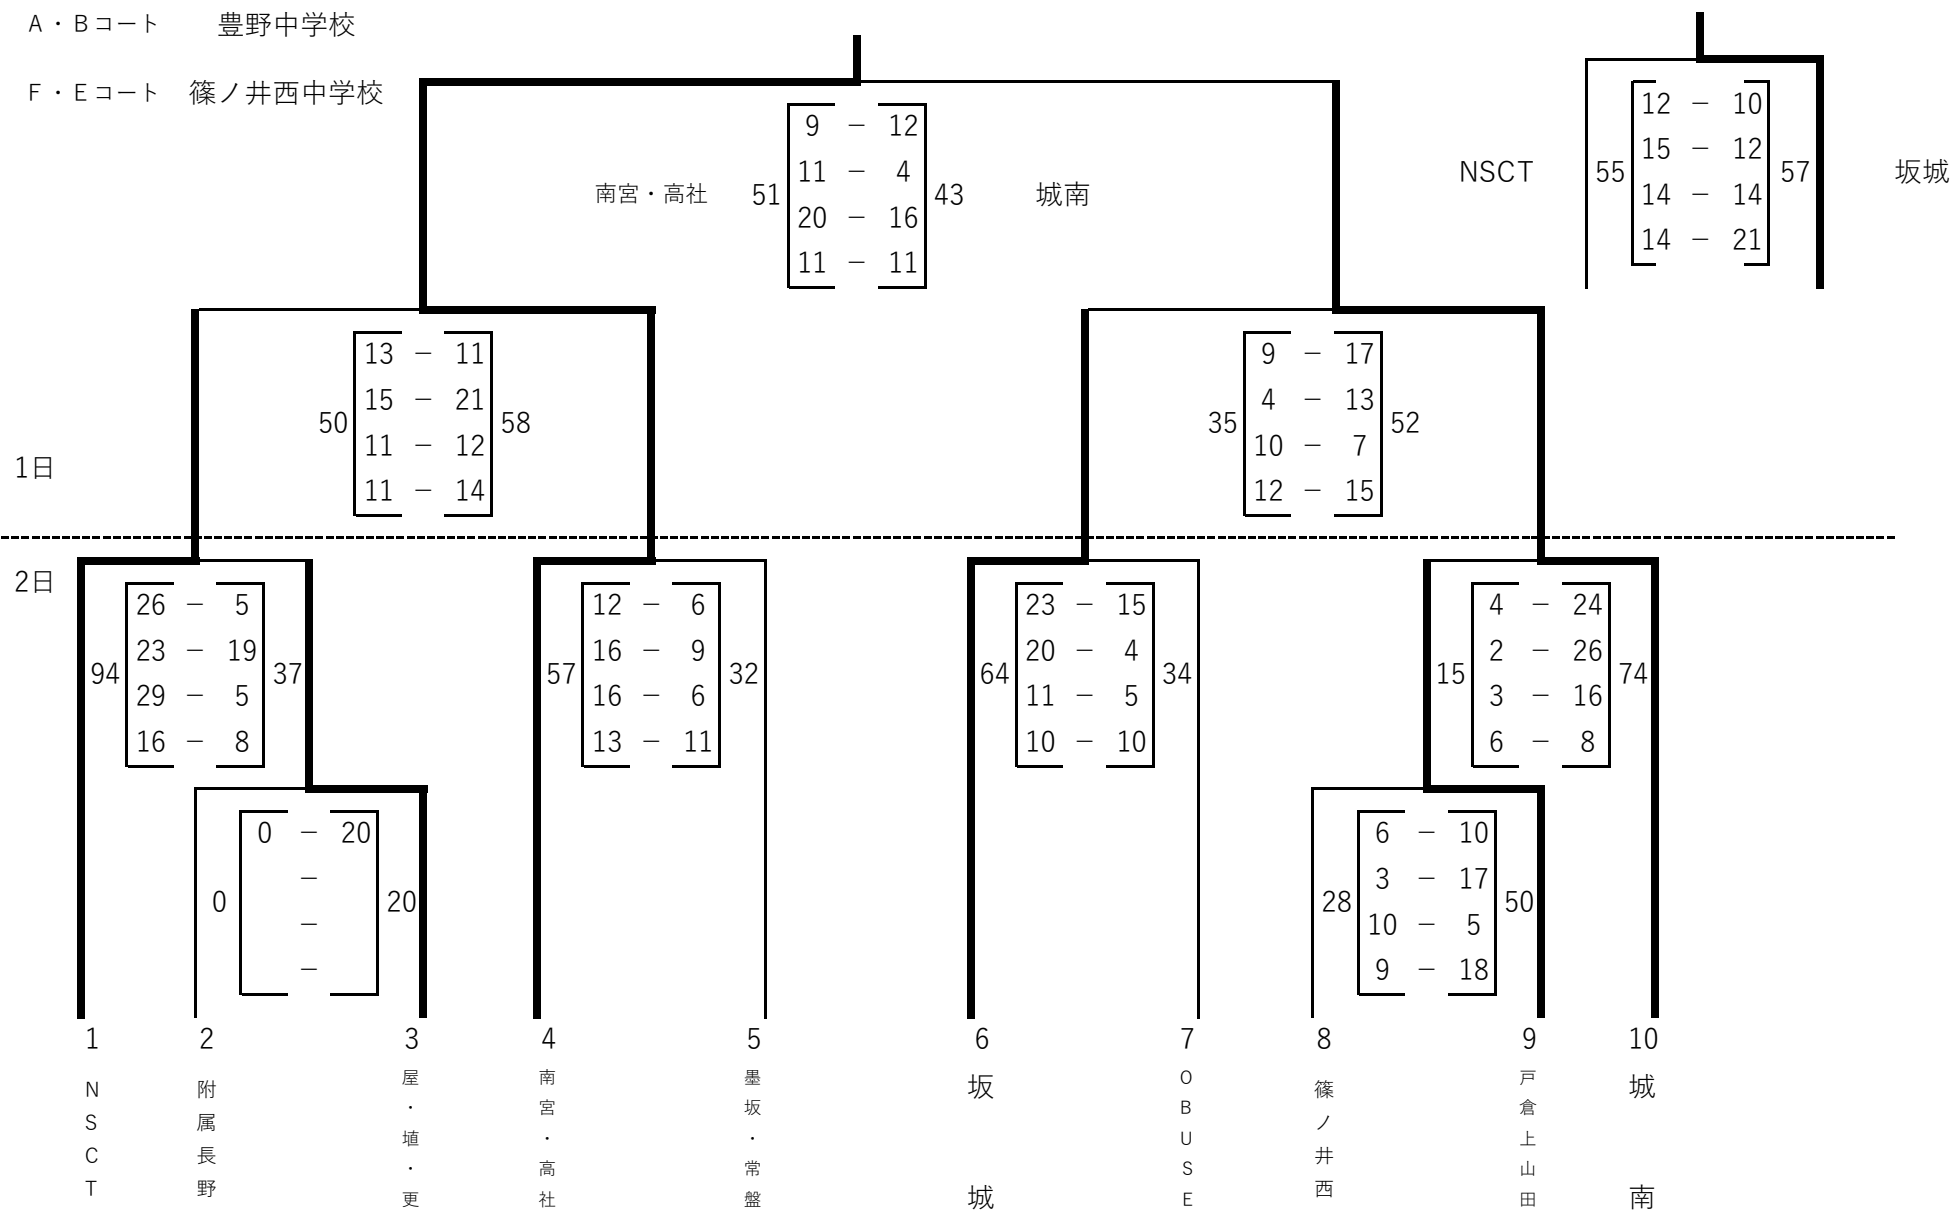 A・Bコート 豊野中学校
F・Eコート 篠ノ井西中学校
9 － 12
11 － 4
南宮・高社 51 43 城南
20 － 16
11 － 11
12 － 10
15 － 12
NSCT 55 57 坂城
14 － 14
14 － 21
13 － 11
15 － 21
50 58
11 － 12
11 － 14
9 － 17
4 － 13
35 52
10 － 7
12 － 15
1日
2日
26 － 5
23 － 19
94 37
29 － 5
16 － 8
12 － 6
16 － 9
57 32
16 － 6
13 － 11
23 － 15
20 － 4
64 34
11 － 5
10 － 10
4 － 24
2 － 26
15 74
3 － 16
6 － 8
0 － 20
－
0 20
－
－
6 － 10
3 － 17
28 50
10 － 5
9 － 18
1 2 3 4 5 6 7 8 9 10
NSCT
附属長野
屋・埴・更
南宮・高社
墨坂・常盤
坂城
OBUSE
篠ノ井西
戸倉上山田
城南